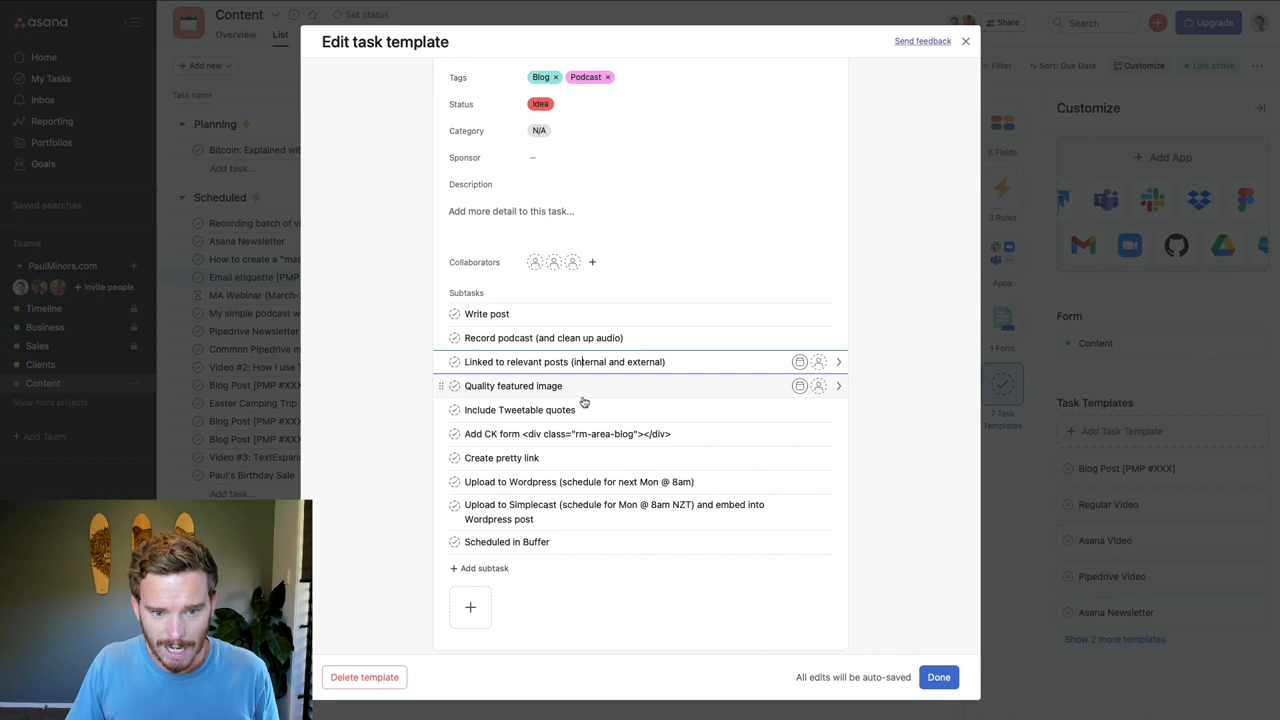 asana
Home
My Tasks
Inbox
Reporting
Portfolios
Goals
Saved searches
Teams
PaulMinors.com
Invite people
Timeline
Business
Sales
Clients
Content
Show more projects
Add Team
Content
Set status
Overview
List
Share
Search
Upgrade
Add new
Filter
Sort: Due Date
Customize
Link active
Task name
Planning
Bitcoin: Explained wit
Add task...
Scheduled
Recording batch of vi
Asana Newsletter
How to create a "mas
Email etiquette [PMP
MA Webinar (March-
My simple podcast w
Pipedrive Newsletter
Common Pipedrive m
Video #2: How I use T
Blog Post [PMP #XXX
Easter Camping Trip
Blog Post [PMP #XXX
Blog Post [PMP #XXX
Video #3: TextExpan
Paul's Birthday Sale
Add task...
Edit task template
Send feedback
Tags
Blog ×
Podcast ×
Status
Idea
Category
N/A
Sponsor
—
Description
Add more detail to this task...
Collaborators
Subtasks
Write post
Record podcast (and clean up audio)
Linked to relevant posts (internal and external)
Quality featured image
Include Tweetable quotes
Add CK form <div class="rm-area-blog"></div>
Create pretty link
Upload to Wordpress (schedule for next Mon @ 8am)
Upload to Simplecast (schedule for Mon @ 8am NZT) and embed into
Wordpress post
Scheduled in Buffer
+ Add subtask
Delete template
All edits will be auto-saved
Done
Customize
8 Fields
3 Rules
Apps
1 Form
7 Task
Templates
+ Add App
Form
Content
Task Templates
+ Add Task Template
Blog Post [PMP #XXX]
Regular Video
Asana Video
Pipedrive Video
Asana Newsletter
Show 2 more templates